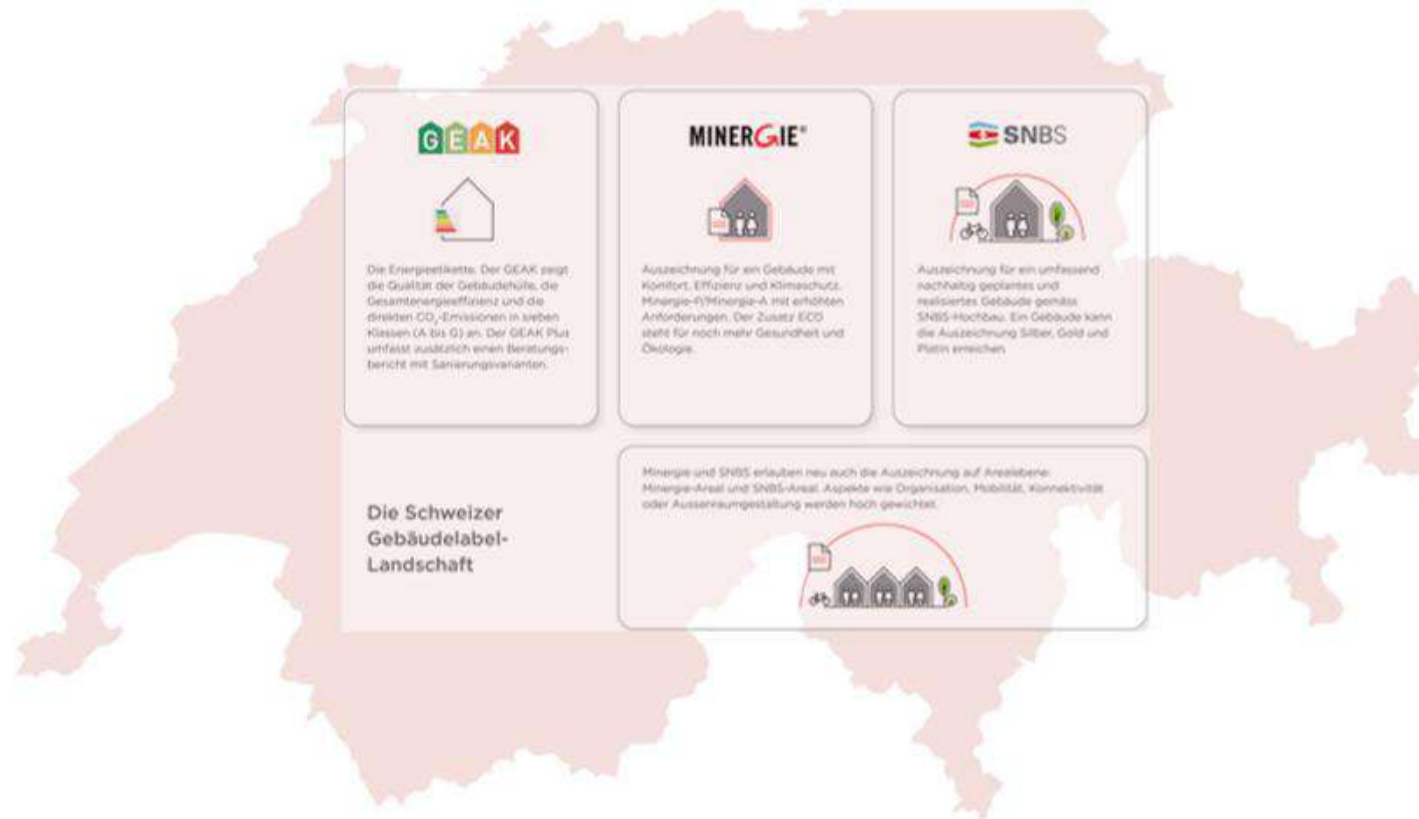 GEAK
Die Energieetikette. Der GEAK zeigt
die Qualität der Gebäudehülle, die
Gesamtenergieeffizienz und die
direkten CO₂-Emissionen in sieben
Klassen (A bis G) an. Der GEAK Plus
umfasst zusätzlich einen Beratungs-
bericht mit Sanierungsvarianten.
MINERGIE®
Auszeichnung für ein Gebäude mit
Komfort, Effizienz und Klimaschutz.
Minergie-P/Minergie-A mit erhöhten
Anforderungen. Der Zusatz ECO
steht für noch mehr Gesundheit und
Ökologie.
SNBS
Auszeichnung für ein umfassend
nachhaltig geplantes und
realisiertes Gebäude gemäss
SNBS-Hochbau. Ein Gebäude kann
die Auszeichnung Silber, Gold und
Platin erreichen.
Die Schweizer
Gebäudelabel-
Landschaft
Minergie und SNBS erlauben neu auch die Auszeichnung auf Arealebene:
Minergie-Areal und SNBS-Areal. Aspekte wie Organisation, Mobilität, Konnektivität
oder Aussenraumgestaltung werden hoch gewichtet.